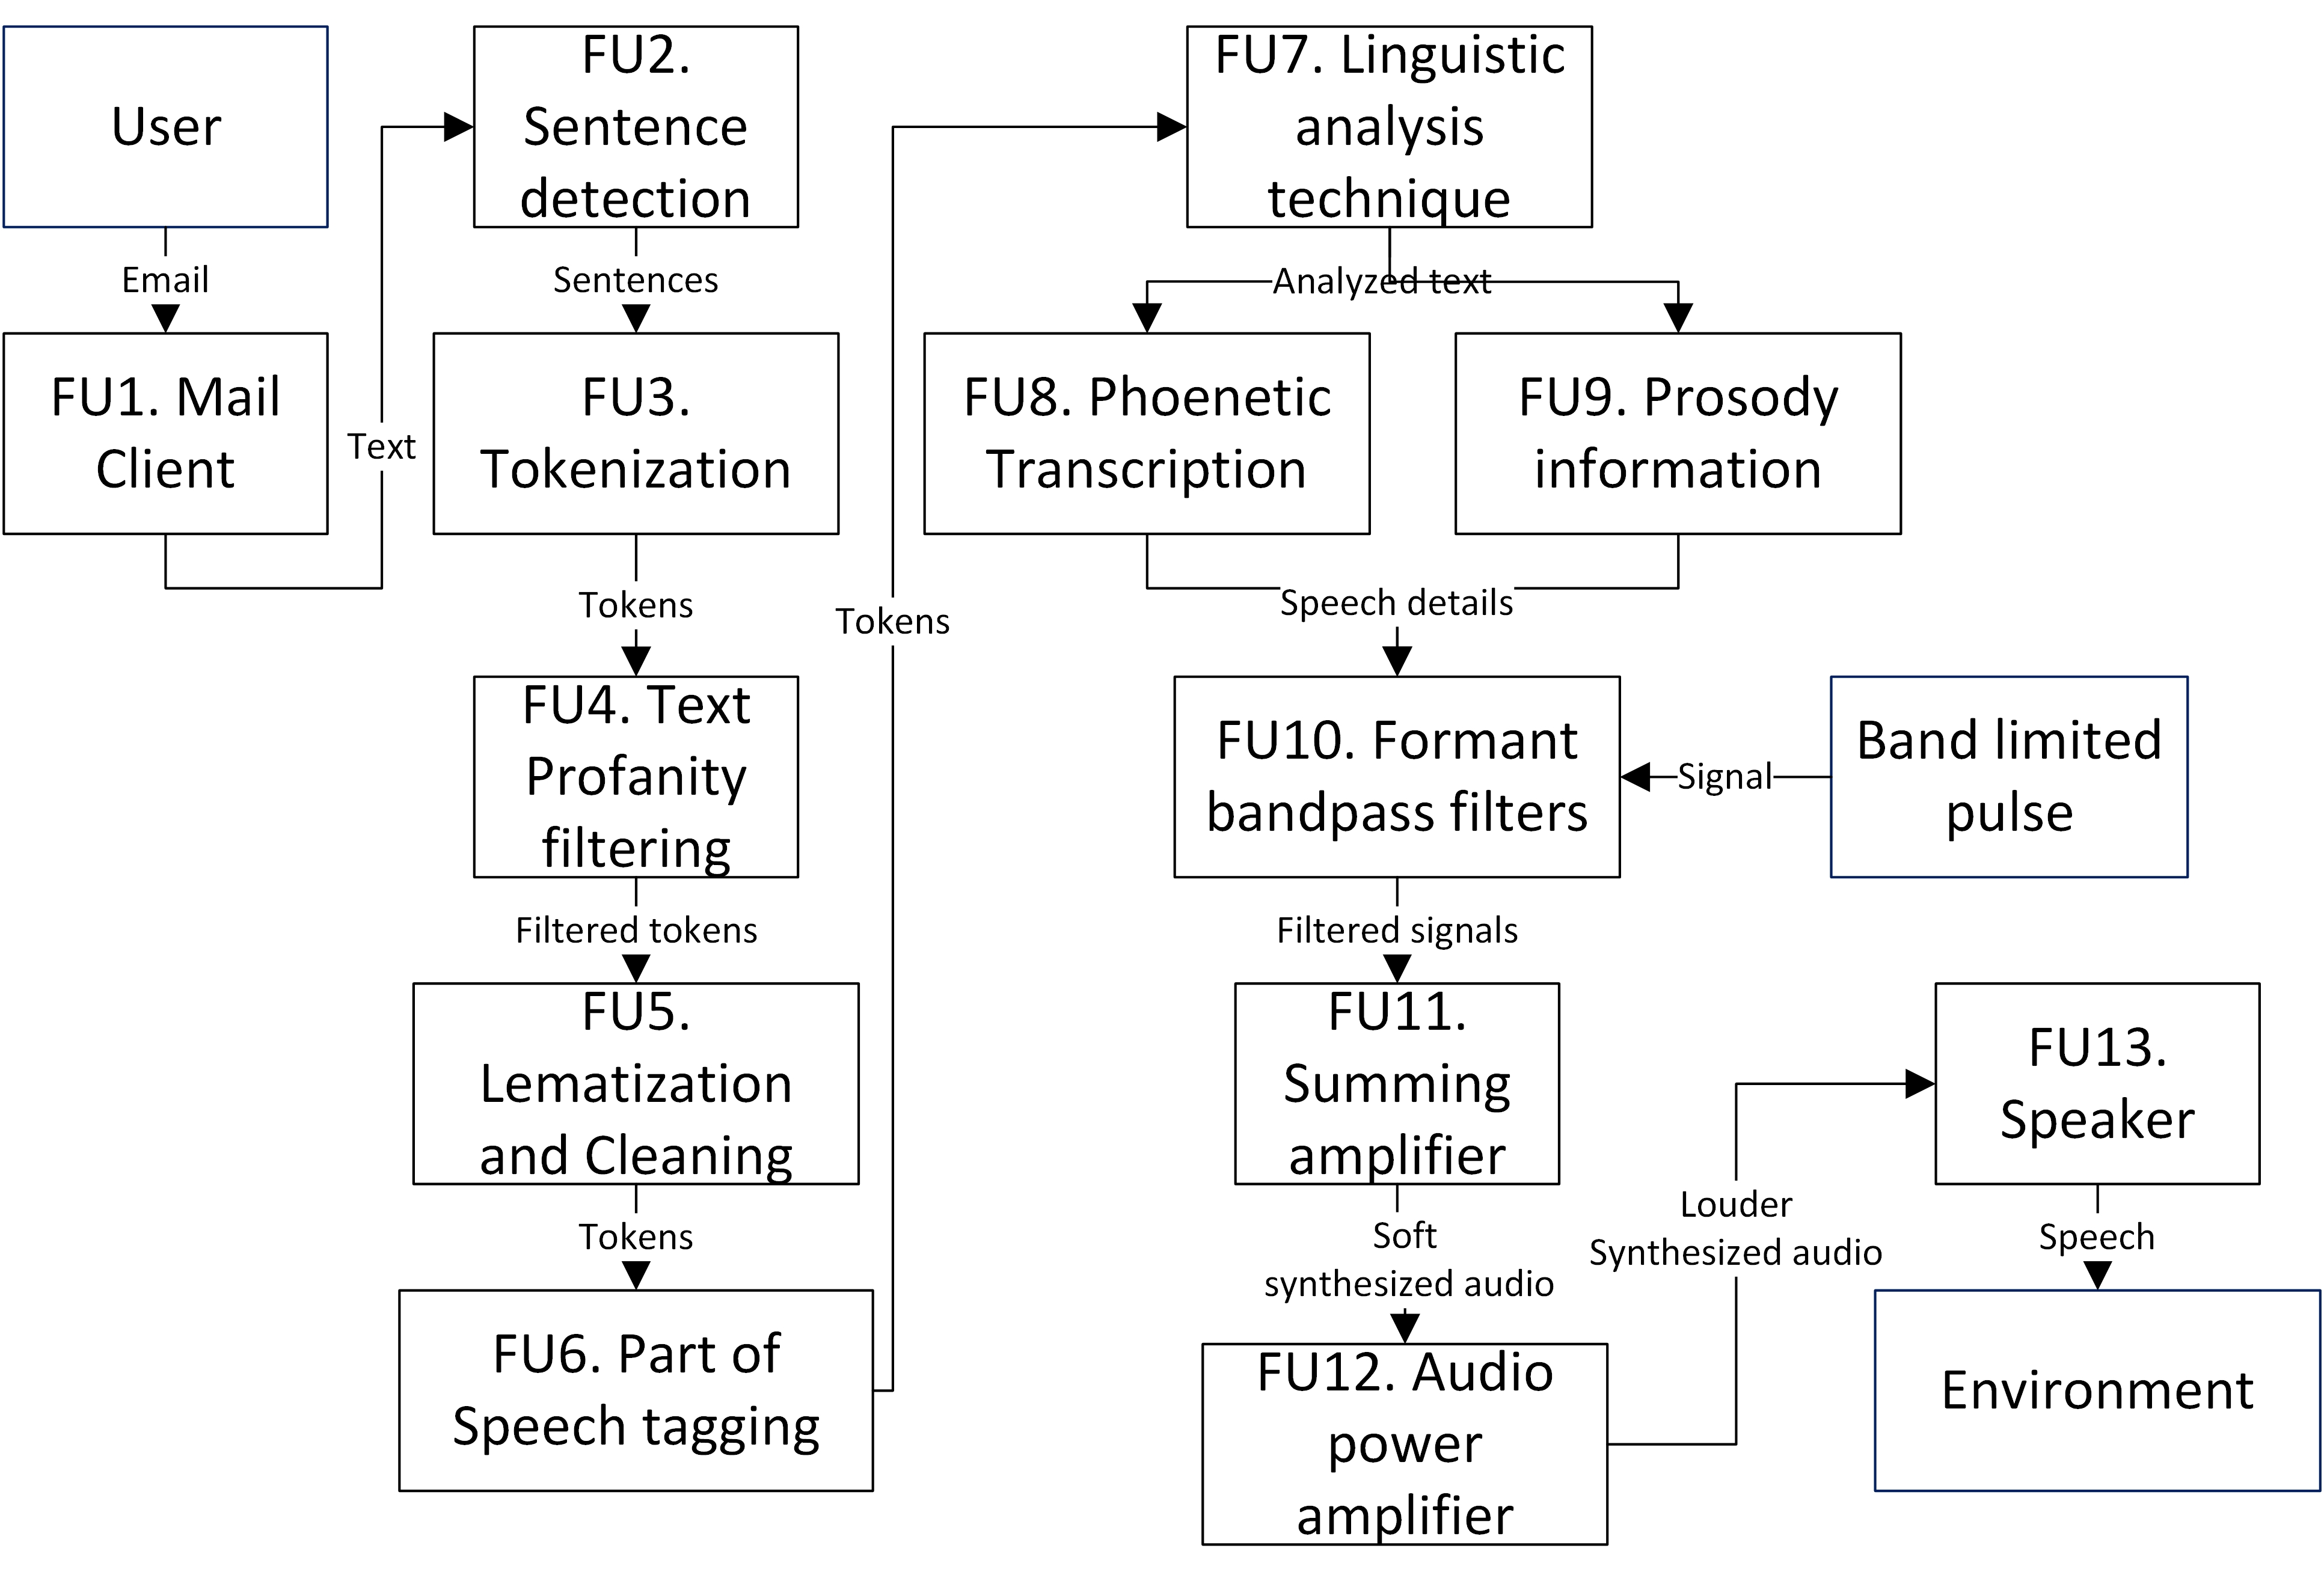 User
Email
FU1. Mail
Client
Text
FU2.
Sentence
detection
Sentences
FU3.
Tokenization
Tokens
FU4. Text
Profanity
filtering
Filtered tokens
FU5.
Lematization
and Cleaning
Tokens
FU6. Part of
Speech tagging
Tokens
FU7. Linguistic
analysis
technique
Analyzed text
FU8. Phoenetic
Transcription
FU9. Prosody
information
Speech details
FU10. Formant
bandpass filters
Signal
Band limited
pulse
Filtered signals
FU11.
Summing
amplifier
Soft
synthesized audio
FU12. Audio
power
amplifier
Louder
Synthesized audio
FU13.
Speaker
Speech
Environment